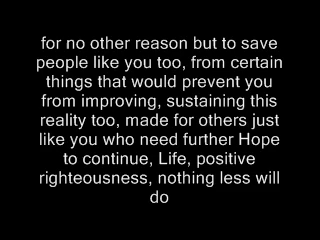 for no other reason but to save
people like you too, from certain
things that would prevent you
from improving, sustaining this
reality too, made for others just
like you who need further Hope
to continue, Life, positive
righteousness, nothing less will
do